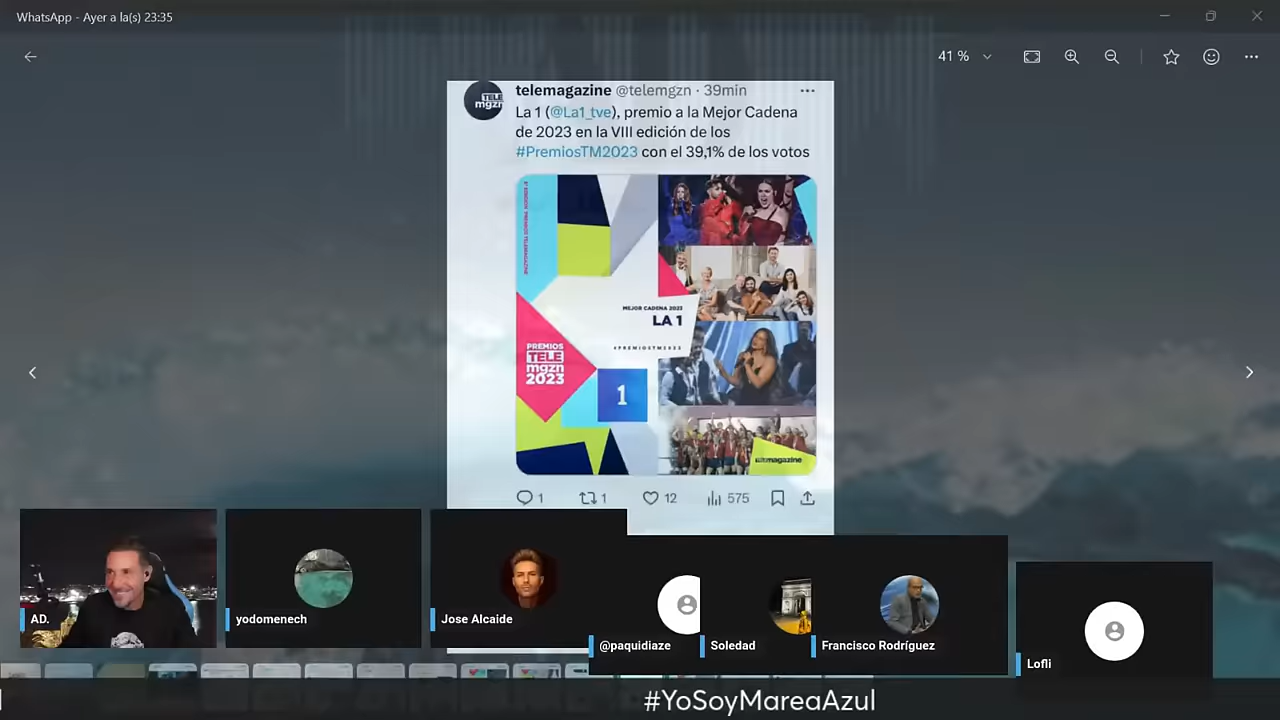 WhatsApp - Ayer a la(s) 23:35
41 %
telemagazine @telemgzn · 39min
La 1 (@La1_tve), premio a la Mejor Cadena
de 2023 en la VIII edición de los
#PremiosTM2023 con el 39,1% de los votos
TELE
mgzn
MEJOR CADENA 2023
LA 1
#PREMIOSTM2023
PREMIOS
TELE
mgzn
2023
1
telemagazine
1
1
12
575
AD.
yodomenech
Jose Alcaide
@paquidiaze
Soledad
Francisco Rodríguez
Lofli
#YoSoyMareaAzul